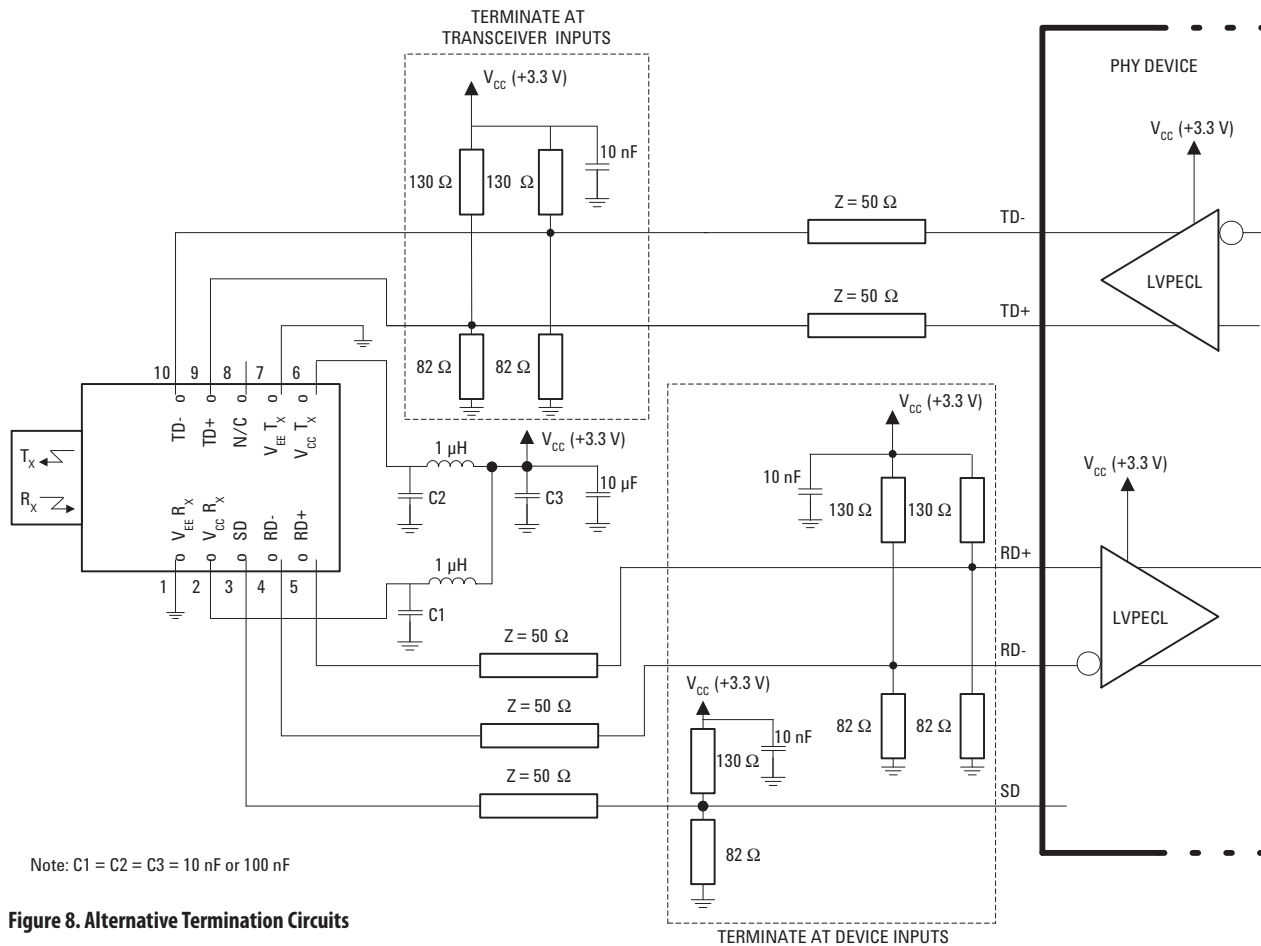 TERMINATE AT
TRANSCEIVER INPUTS
V_CC (+3.3 V)
10 nF
130 Ω
130 Ω
PHY DEVICE
V_CC (+3.3 V)
Z = 50 Ω
TD-
LVPECL
Z = 50 Ω
TD+
82 Ω
82 Ω
10
9
8
7
6
TD-
TD+
N/C
V_EE T_X
V_CC T_X
T_X
R_X
V_EE R_X
V_CC R_X
SD
RD-
RD+
1
2
3
4
5
1 µH
V_CC (+3.3 V)
C2
C3
10 µF
1 µH
C1
V_CC (+3.3 V)
10 nF
130 Ω
130 Ω
V_CC (+3.3 V)
RD+
LVPECL
Z = 50 Ω
RD-
Z = 50 Ω
V_CC (+3.3 V)
10 nF
130 Ω
82 Ω
82 Ω
Z = 50 Ω
SD
82 Ω
Note: C1 = C2 = C3 = 10 nF or 100 nF
Figure 8. Alternative Termination Circuits
TERMINATE AT DEVICE INPUTS